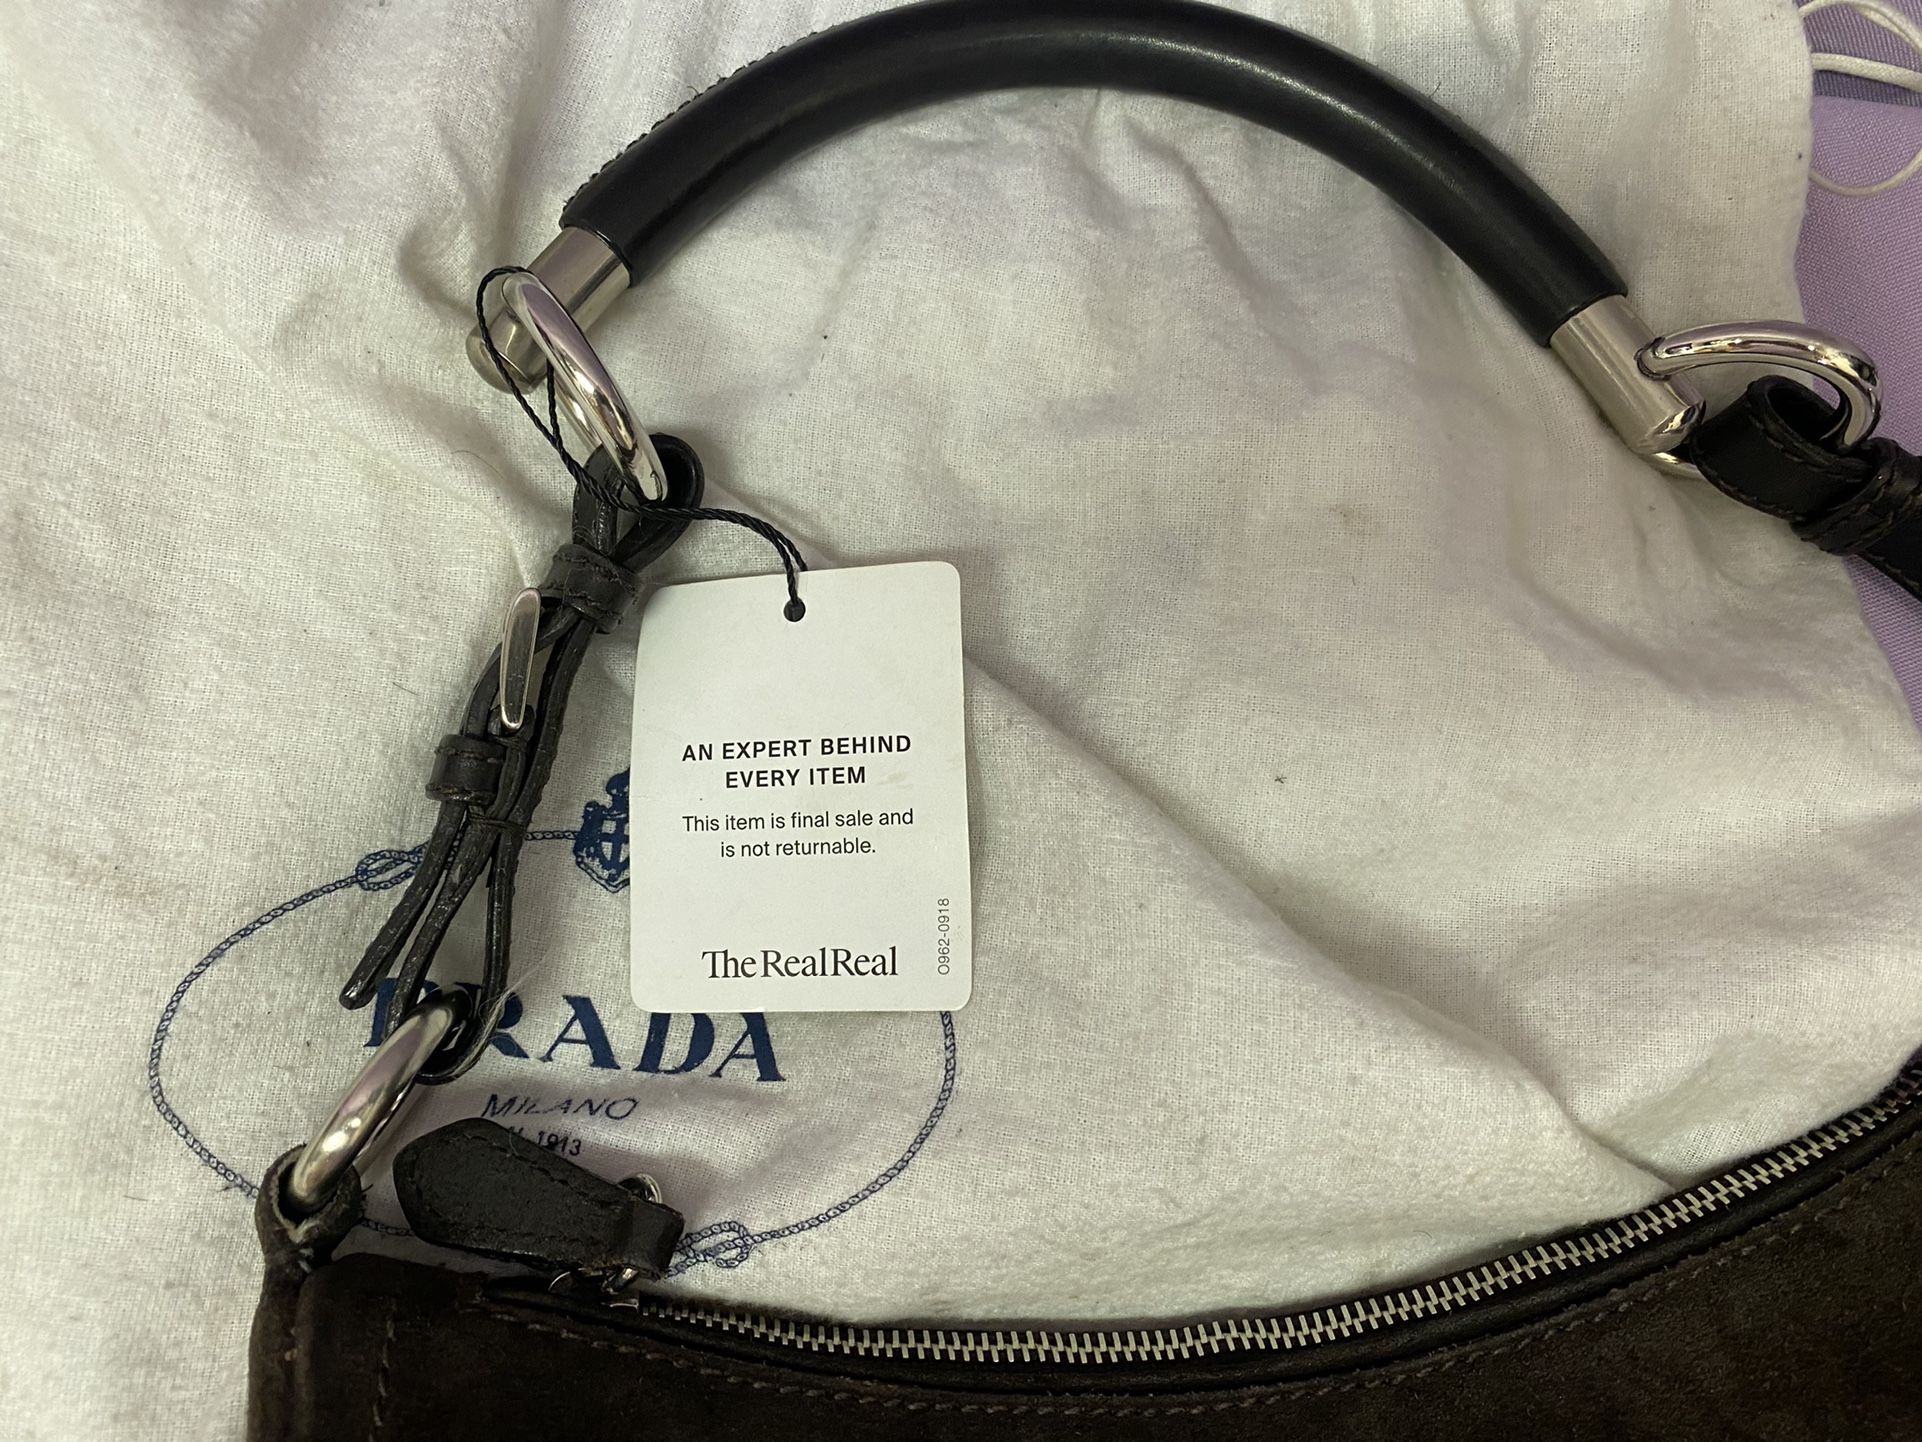 AN EXPERT BEHIND
EVERY ITEM
This item is final sale and
is not returnable.
The RealReal
O962-0918
PRADA
MILANO
1913